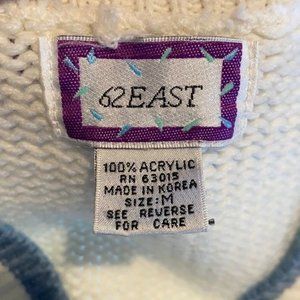 62EAST
100% ACRYLIC
RN 63015
MADE IN KOREA
SIZE: M
SEE REVERSE
FOR CARE